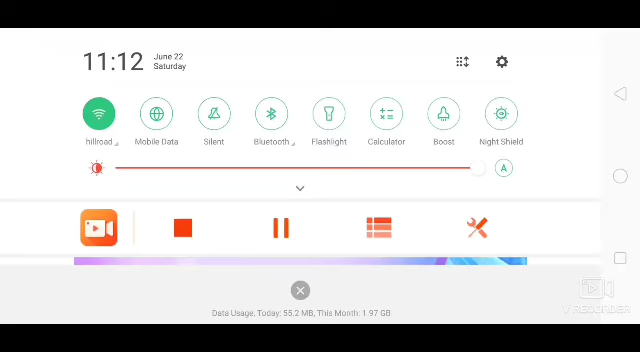 11:12
June 22
Saturday
hillroad
Mobile Data
Silent
Bluetooth
Flashlight
Calculator
Boost
Night Shield
A
V RECORDER
Data Usage, Today: 55.2 MB, This Month: 1.97 GB